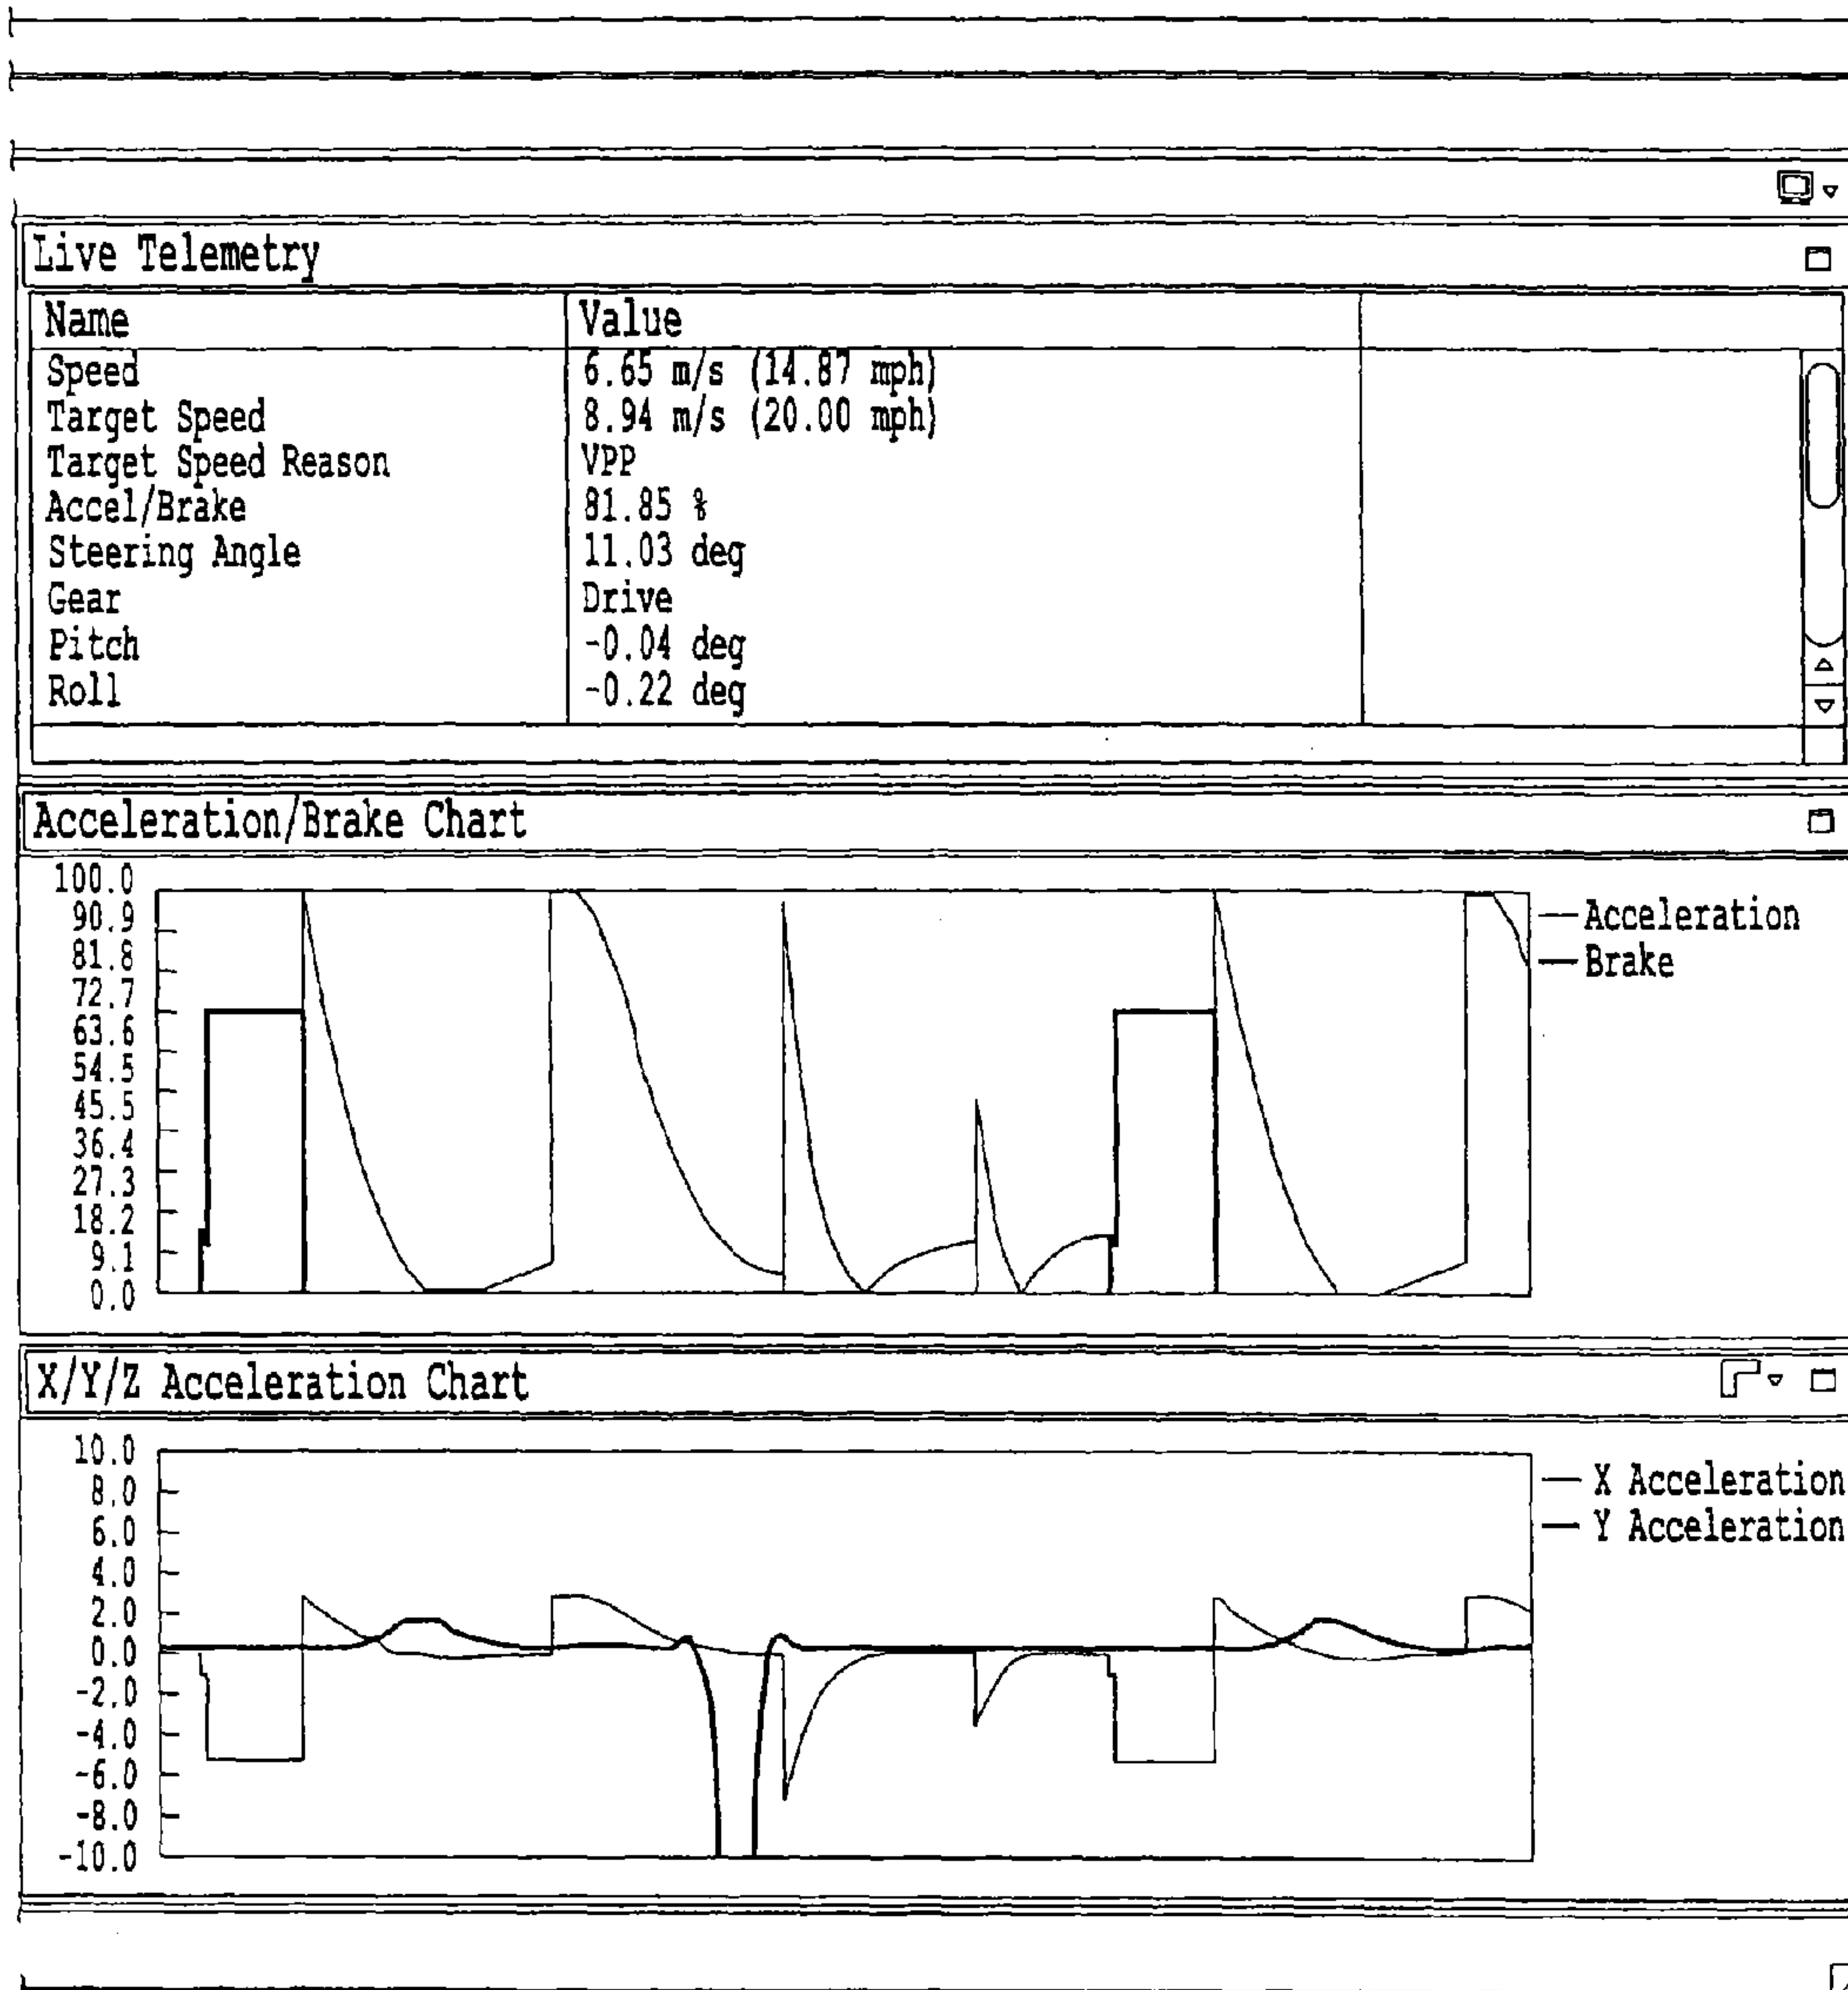 Live Telemetry
Name Value
Speed 6.65 m/s (14.87 mph)
Target Speed 8.94 m/s (20.00 mph)
Target Speed Reason VPP
Accel/Brake 81.85 %
Steering Angle 11.03 deg
Gear Drive
Pitch -0.04 deg
Roll -0.22 deg
Acceleration/Brake Chart
100.0
90.9
81.8
72.7
63.6
54.5
45.5
36.4
27.3
18.2
9.1
0.0
Acceleration
Brake
X/Y/Z Acceleration Chart
10.0
8.0
6.0
4.0
2.0
0.0
-2.0
-4.0
-6.0
-8.0
-10.0
X Acceleration
Y Acceleration